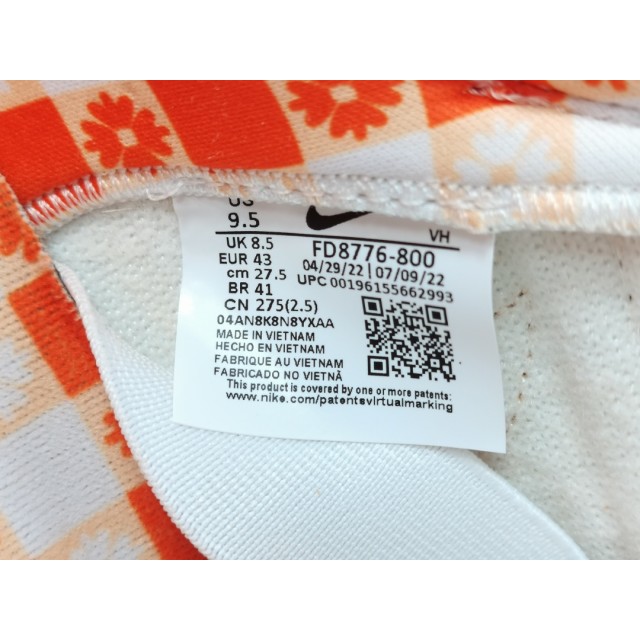 US
9.5
VH
UK 8.5
EUR 43
cm 27.5
BR 41
CN 275(2.5)
FD8776-800
04/29/22 | 07/09/22
UPC 00196155662993
04AN8K8N8YXAA
MADE IN VIETNAM
HECHO EN VIETNAM
FABRIQUE AU VIETNAM
FABRICADO NO VIETNÃ
This product is covered by one or more patents:
www.nike.com/patentsvirtualmarking